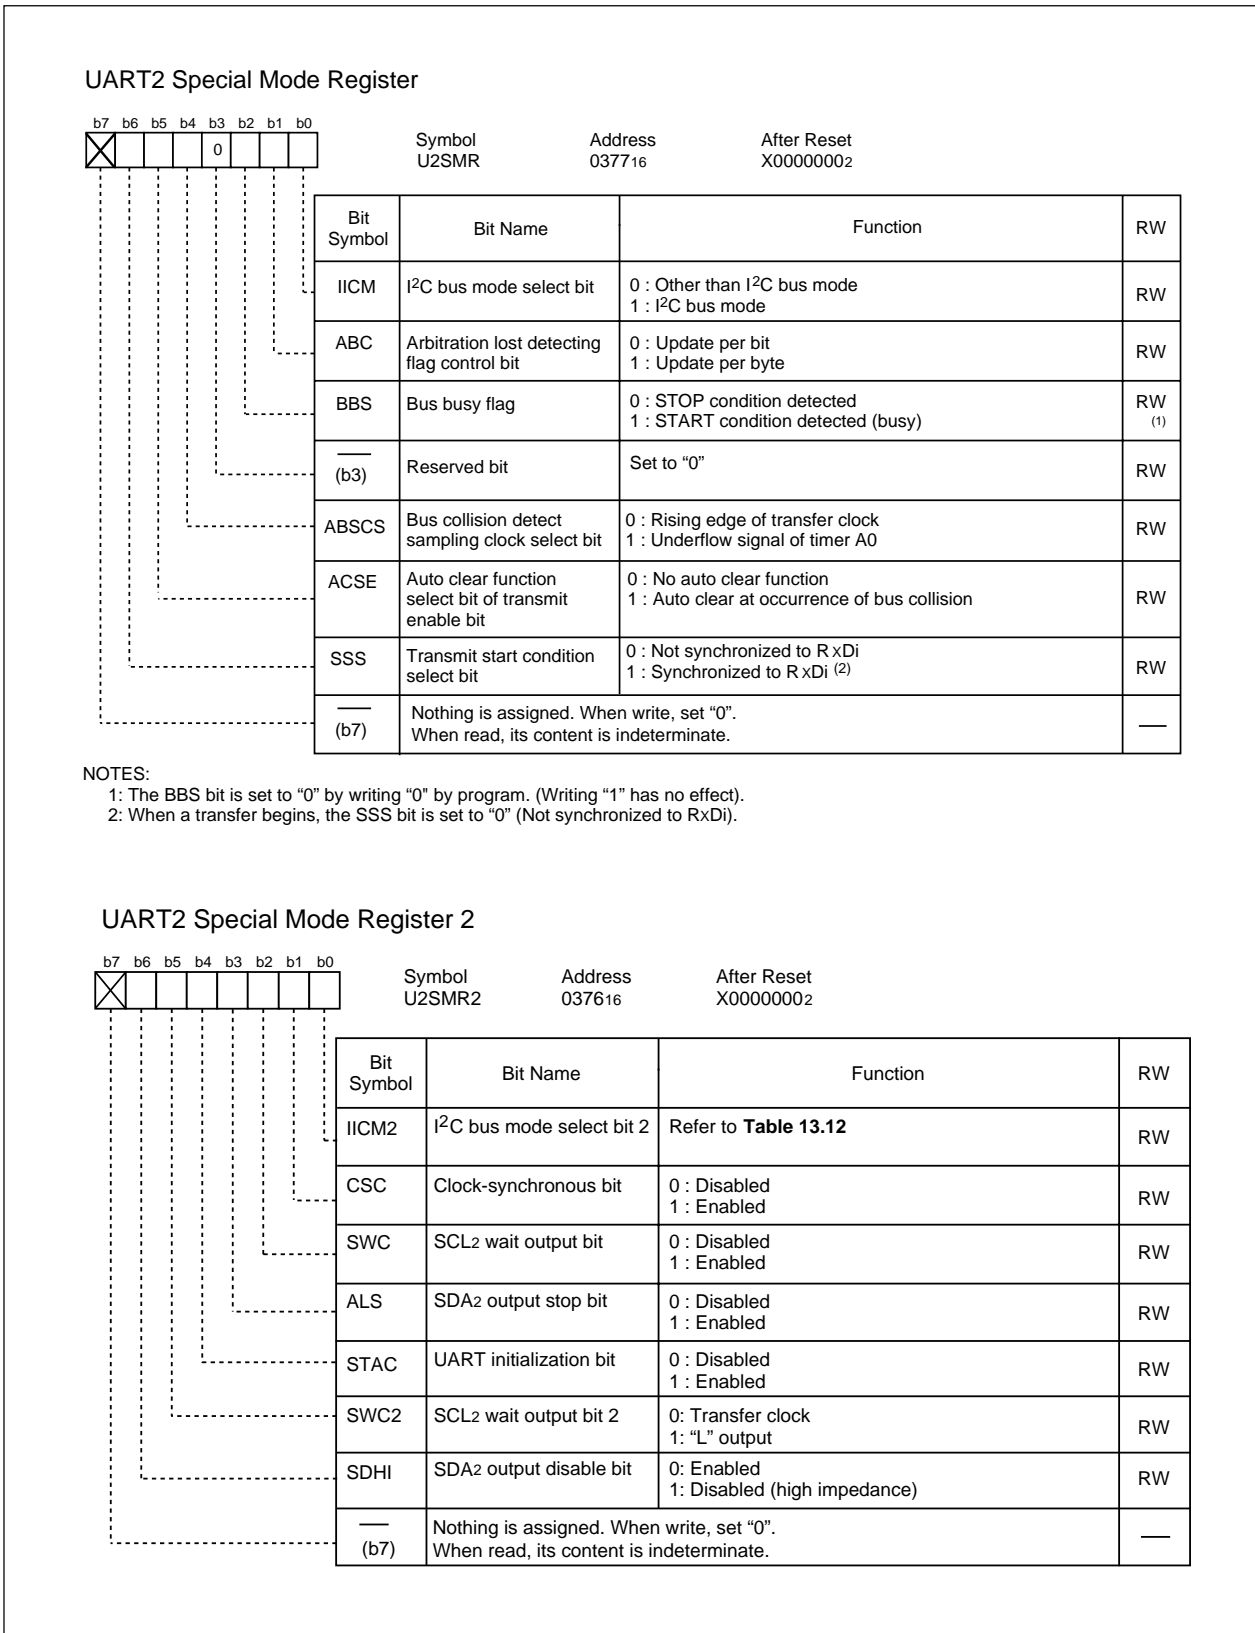 UART2 Special Mode Register
b7 b6 b5 b4 b3 b2 b1 b0
0
Symbol Address After Reset
U2SMR 037716 X00000002
Bit Symbol Bit Name Function RW
IICM I2C bus mode select bit 0 : Other than I2C bus mode
1 : I2C bus mode RW
ABC Arbitration lost detecting 0 : Update per bit
flag control bit 1 : Update per byte RW
BBS Bus busy flag 0 : STOP condition detected RW
1 : START condition detected (busy) (1)
(b3) Reserved bit Set to “0” RW
ABSCS Bus collision detect 0 : Rising edge of transfer clock
sampling clock select bit 1 : Underflow signal of timer A0 RW
ACSE Auto clear function 0 : No auto clear function
select bit of transmit 1 : Auto clear at occurrence of bus collision RW
enable bit
SSS Transmit start condition 0 : Not synchronized to RxDi
select bit 1 : Synchronized to RxDi (2) RW
Nothing is assigned. When write, set “0”.
(b7) When read, its content is indeterminate.
NOTES:
1: The BBS bit is set to “0” by writing “0" by program. (Writing “1” has no effect).
2: When a transfer begins, the SSS bit is set to “0” (Not synchronized to RxDi).
UART2 Special Mode Register 2
b7 b6 b5 b4 b3 b2 b1 b0
Symbol Address After Reset
U2SMR2 037616 X00000002
Bit Symbol Bit Name Function RW
IICM2 I2C bus mode select bit 2 Refer to Table 13.12 RW
CSC Clock-synchronous bit 0 : Disabled
1 : Enabled RW
SWC SCL2 wait output bit 0 : Disabled
1 : Enabled RW
ALS SDA2 output stop bit 0 : Disabled
1 : Enabled RW
STAC UART initialization bit 0 : Disabled
1 : Enabled RW
SWC2 SCL2 wait output bit 2 0: Transfer clock
1: “L” output RW
SDHI SDA2 output disable bit 0: Enabled
1: Disabled (high impedance) RW
Nothing is assigned. When write, set “0”.
(b7) When read, its content is indeterminate.